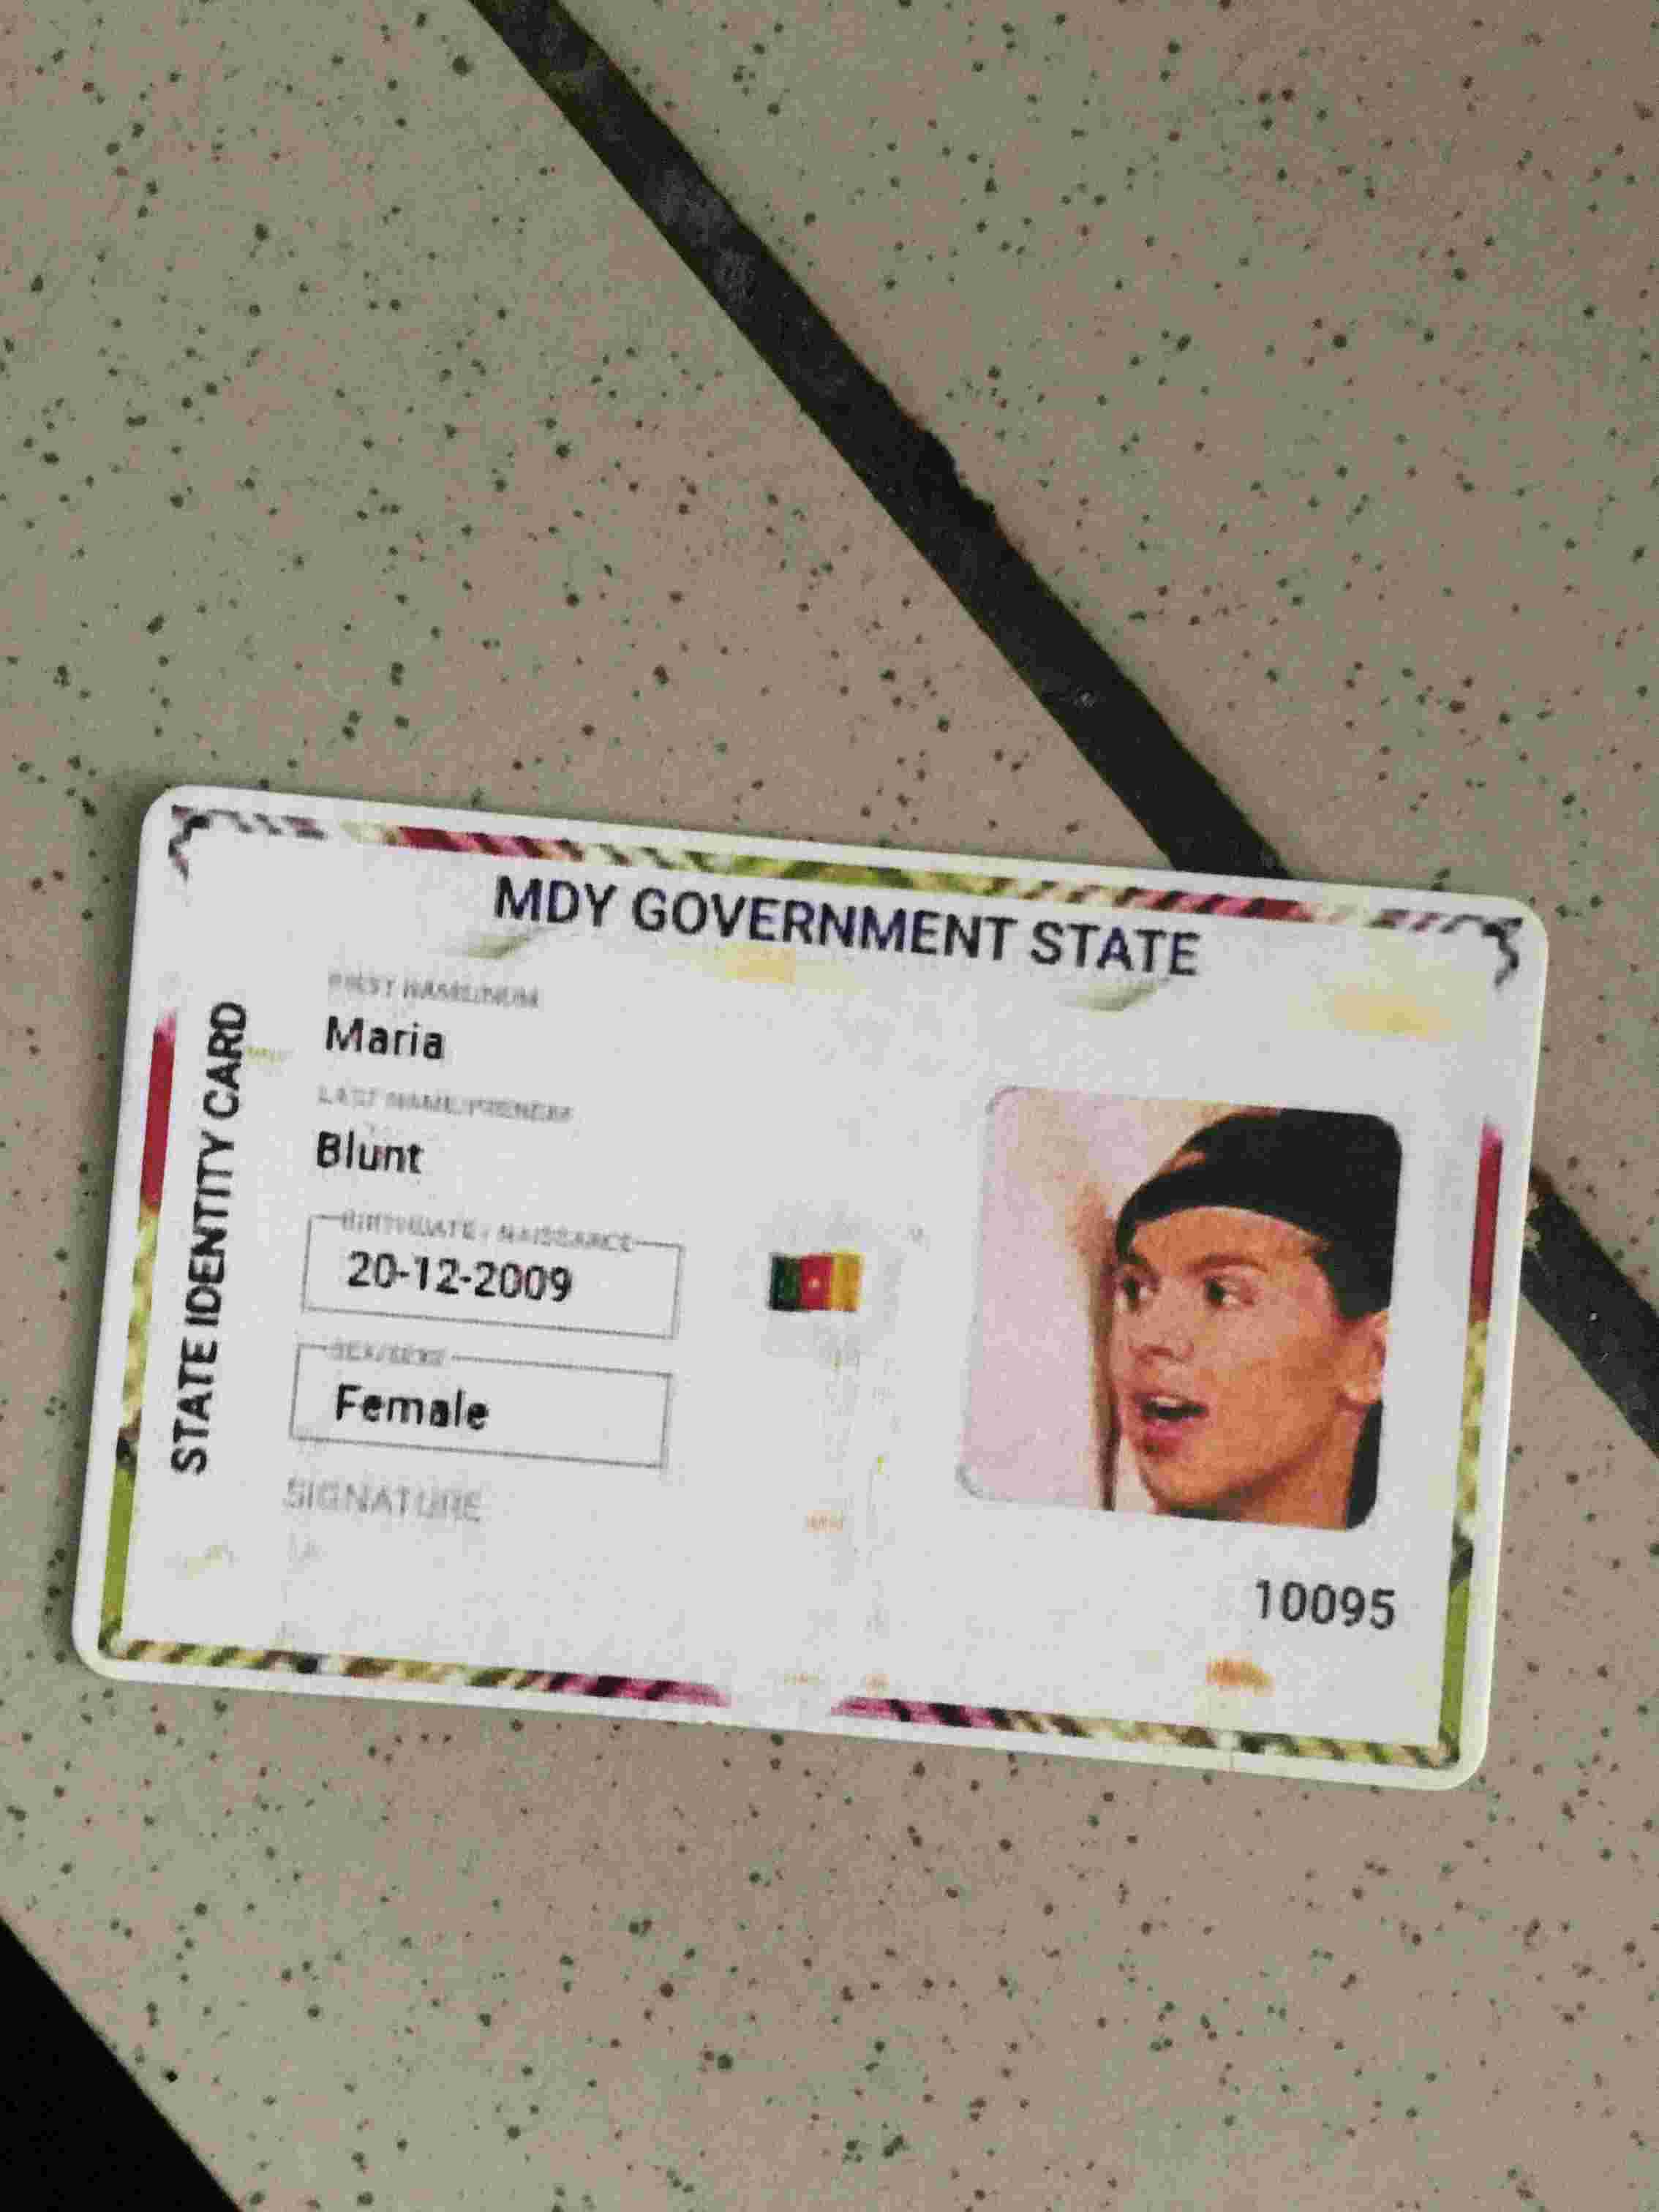 MDY GOVERNMENT STATE
STATE IDENTITY CARD
FIRST NAME/NOM
Maria
LAST NAME/PRENOM
Blunt
BIRTHDATE / NAISSANCE
20-12-2009
SEX/SEXE
Female
SIGNATURE
10095